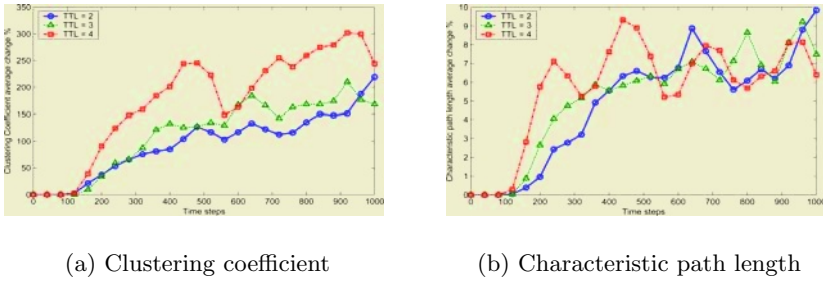 350
300
250
200
150
100
50
0
Clustering Coefficient average change %
TTL = 2
TTL = 3
TTL = 4
0 100 200 300 400 500 600 700 800 900 1000
Time steps
(a) Clustering coefficient
10
9
8
7
6
5
4
3
2
1
0
Characteristic path length average change %
TTL = 2
TTL = 3
TTL = 4
0 100 200 300 400 500 600 700 800 900 1000
Time steps
(b) Characteristic path length